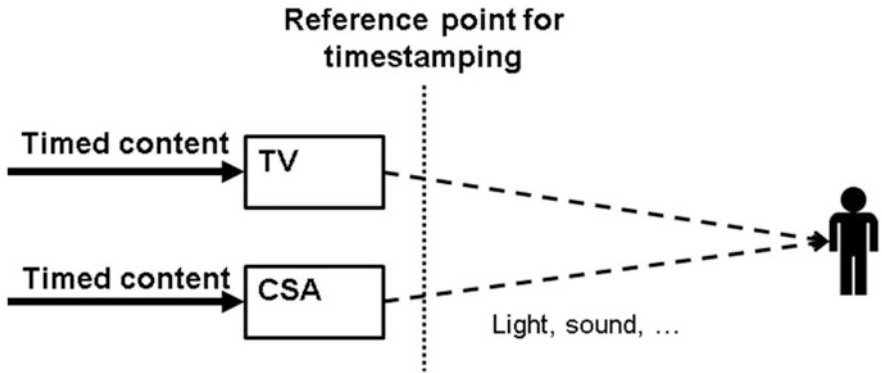 Reference point for
timestamping
Timed content
TV
Timed content
CSA
Light, sound, …